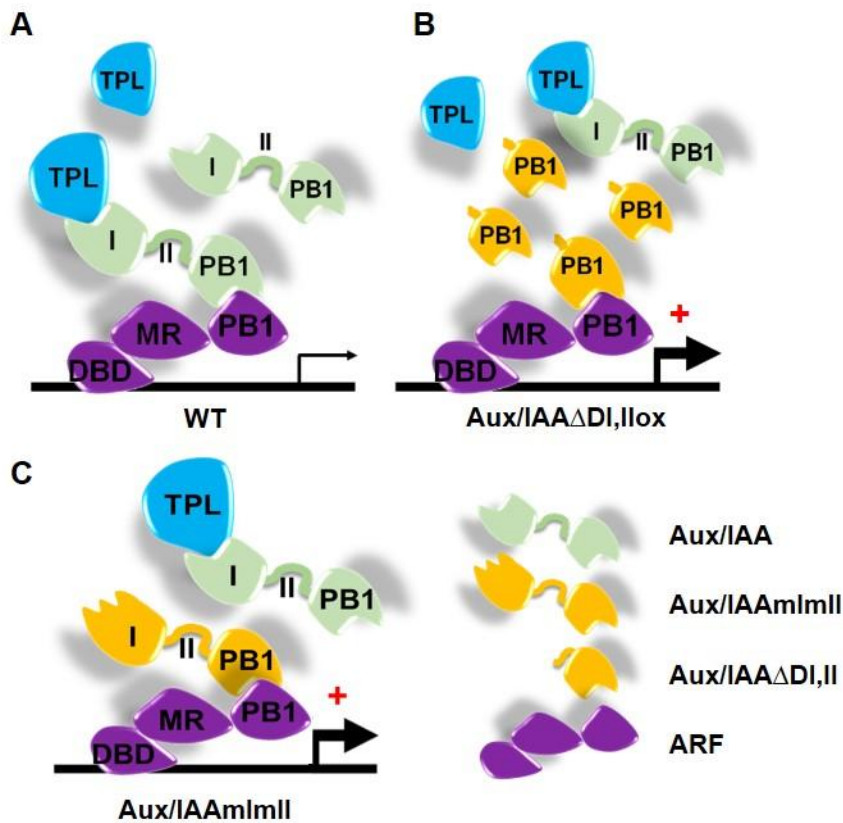 A
TPL
TPL
I
II
PB1
I
II
PB1
DBD
MR
PB1
WT
B
TPL
TPL
I
II
PB1
PB1
PB1
PB1
PB1
+
DBD
MR
PB1
Aux/IAAΔDI,IIox
C
TPL
I
II
PB1
I
II
PB1
+
DBD
MR
PB1
Aux/IAAmImII
Aux/IAA
Aux/IAAmImII
Aux/IAAΔDI,II
ARF